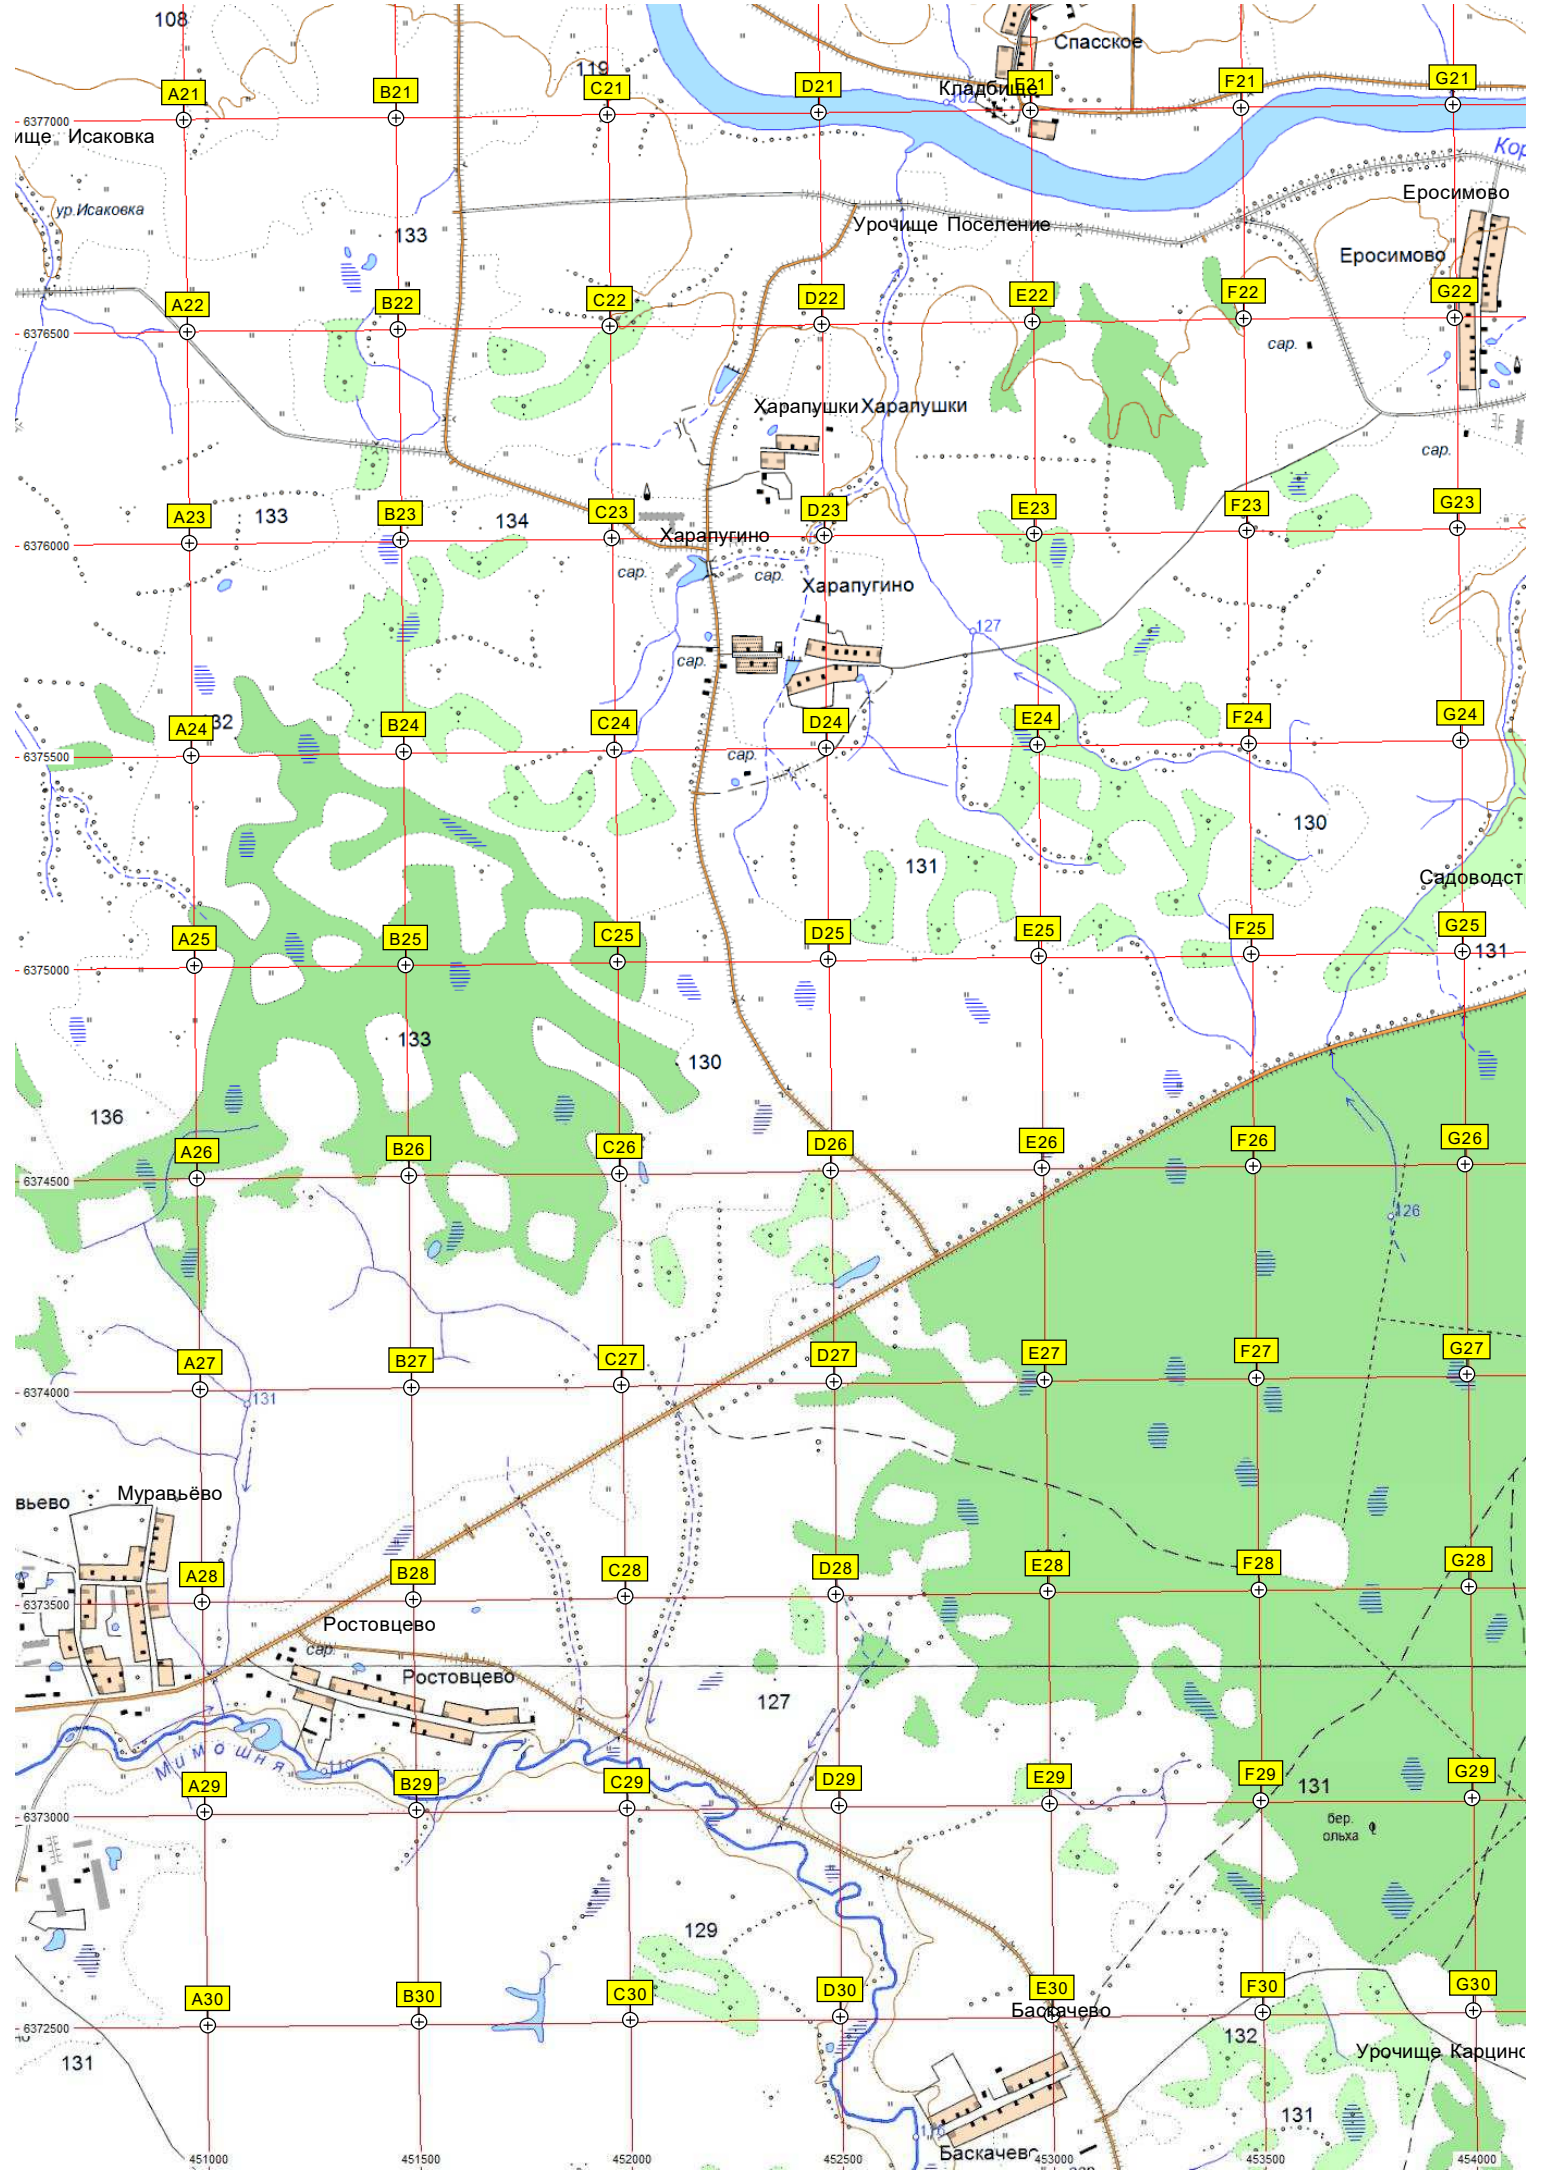 108
Спасское
119
A21
B21
C21
D21
E21
F21
G21
Кладбище
102
6377000
ище Исаковка
Кор
Еросимово
ур.Исаковка
133
Урочище Поселение
Еросимово
A22
B22
C22
D22
E22
F22
G22
6376500
сар.
Харапушки Харапушки
сар.
A23
133
B23
134
C23
D23
E23
F23
G23
Харапугино
6376000
сар.
сар.
Харапугино
127
сар.
A24
32
B24
C24
D24
E24
F24
G24
6375500
сар.
130
131
Садоводст
A25
B25
C25
D25
E25
F25
G25
131
6375000
133
130
136
A26
B26
C26
D26
E26
F26
G26
6374500
126
A27
B27
C27
D27
E27
F27
G27
6374000
131
вьево
Муравьёво
A28
B28
C28
D28
E28
F28
G28
6373500
Ростовцево
сар.
Ростовцево
127
Мимошня
110
A29
B29
C29
D29
E29
F29
131
G29
6373000
бер.
ольха
129
A30
B30
C30
D30
E30
F30
G30
Баскачево
6372500
132
131
Урочище Карцино
131
Баскачево
451000
451500
452000
452500
453000
453500
454000